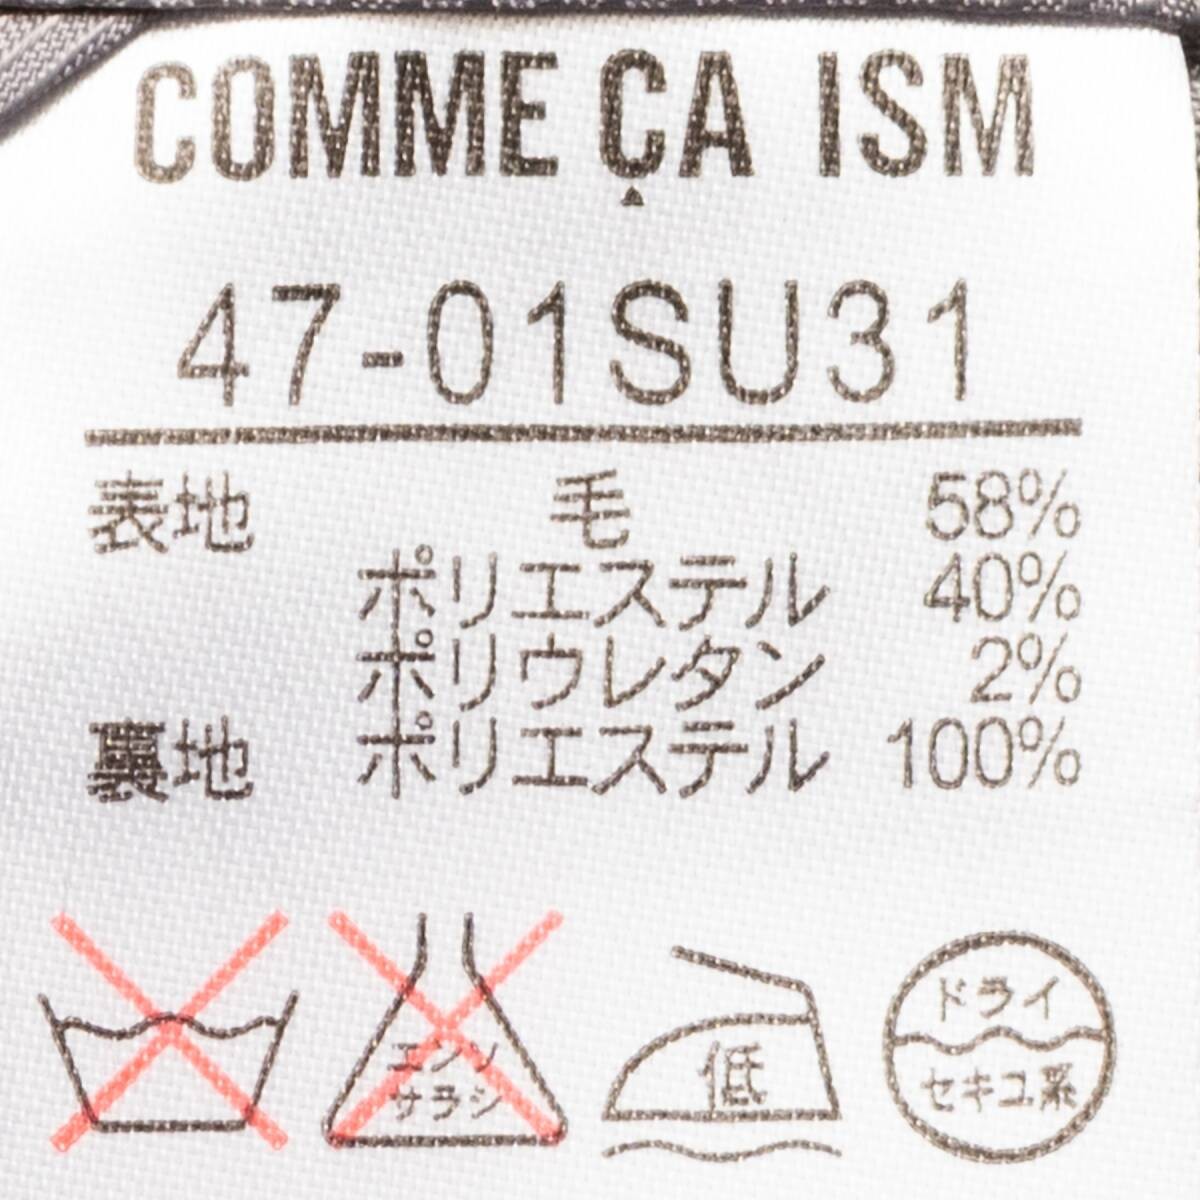 COMME ÇA ISM
47-01SU31
表地 毛 58%
ポリエステル 40%
ポリウレタン 2%
裏地 ポリエステル 100%
エンソ
サラシ
低
ドライ
セキユ系